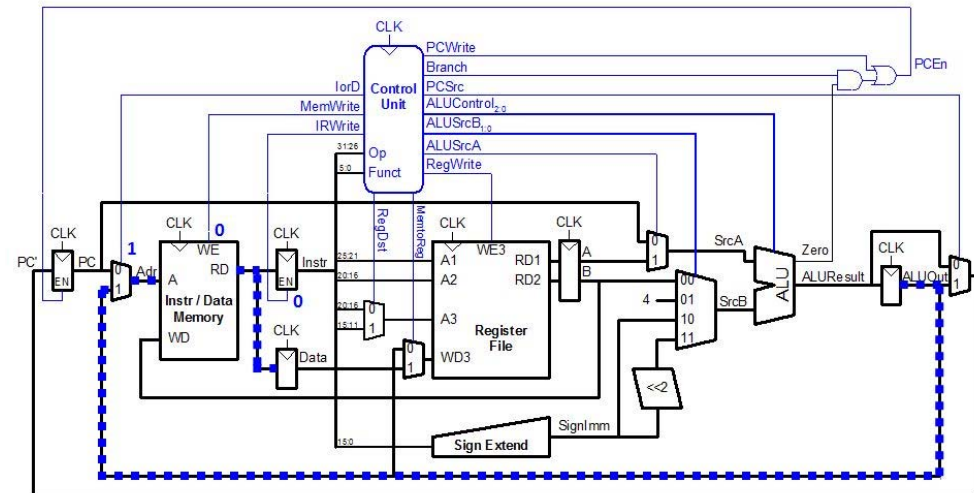 CLK
PCWrite
Branch
PCEn
IorD
Control
Unit
PCSrc
MemWrite
ALUControl2:0
IRWrite
ALUSrcB1:0
31:26
Op
ALUSrcA
5:0
Funct
RegWrite
RegDst
MemtoReg
CLK
CLK
CLK
CLK
CLK
CLK
0
1
PC'
EN
PC
0
1
Adr
A
WE
RD
Instr / Data
Memory
WD
EN
Instr
0
CLK
Data
25:21
20:16
20:16
15:11
0
1
0
1
A1
A2
A3
WD3
WE3
RD1
RD2
Register
File
A
B
0
1
SrcA
00
01
10
11
4
SrcB
ALU
Zero
ALUResult
ALUOut
0
1
<<2
SignImm
15:0
Sign Extend